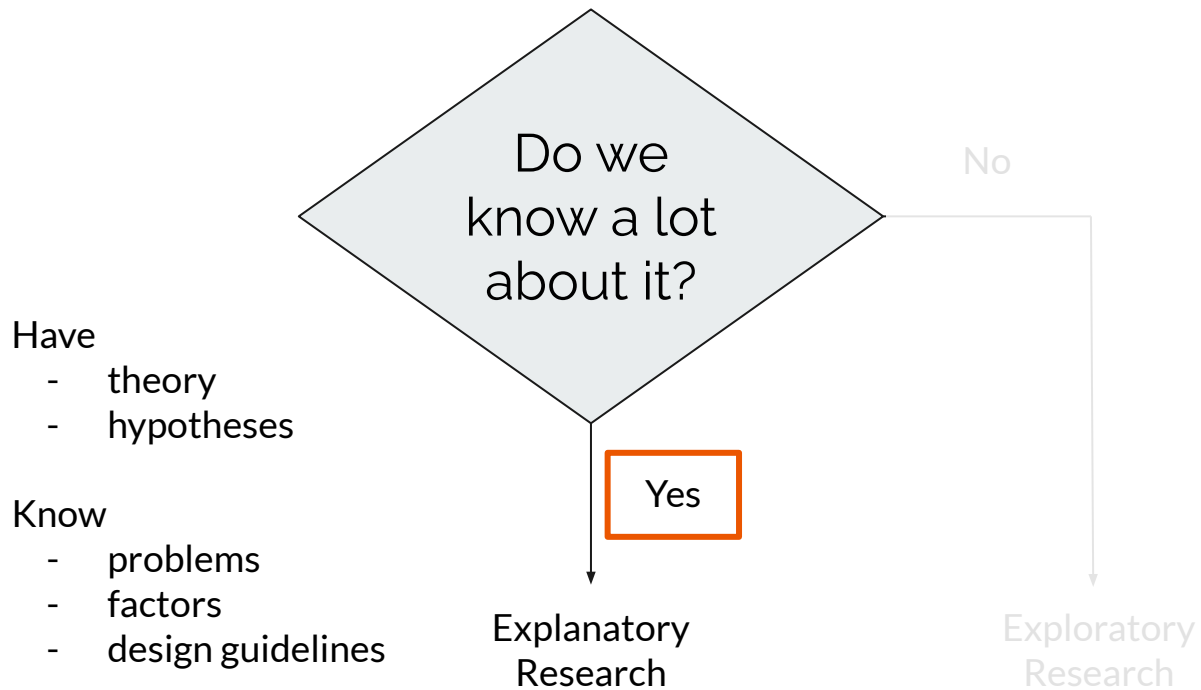 Do we
know a lot
about it?
No
Have
- theory
- hypotheses
Yes
Know
- problems
- factors
- design guidelines
Explanatory
Research
Exploratory
Research